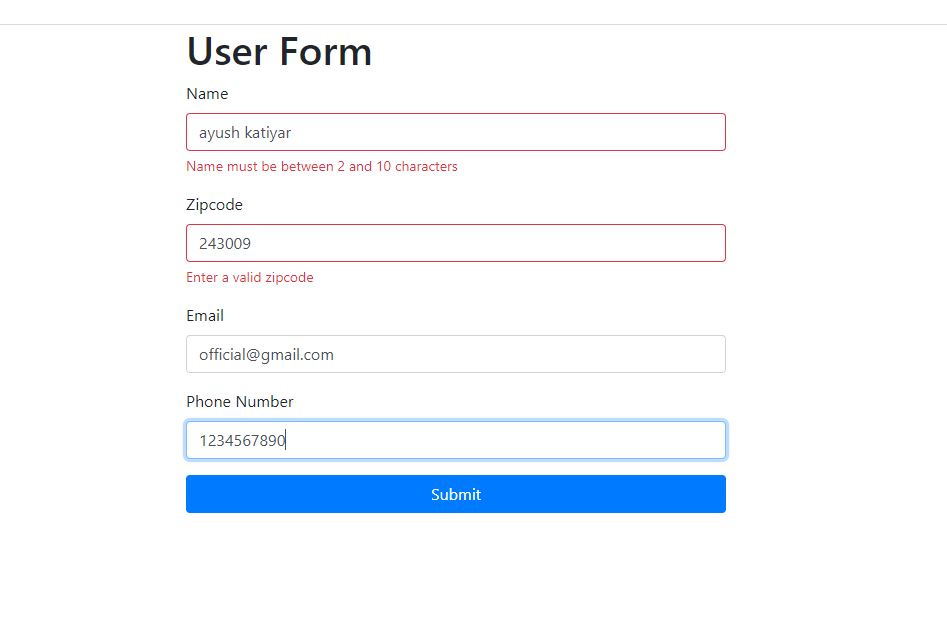 User Form
Name
ayush katiyar
Name must be between 2 and 10 characters
Zipcode
243009
Enter a valid zipcode
Email
official@gmail.com
Phone Number
1234567890
Submit